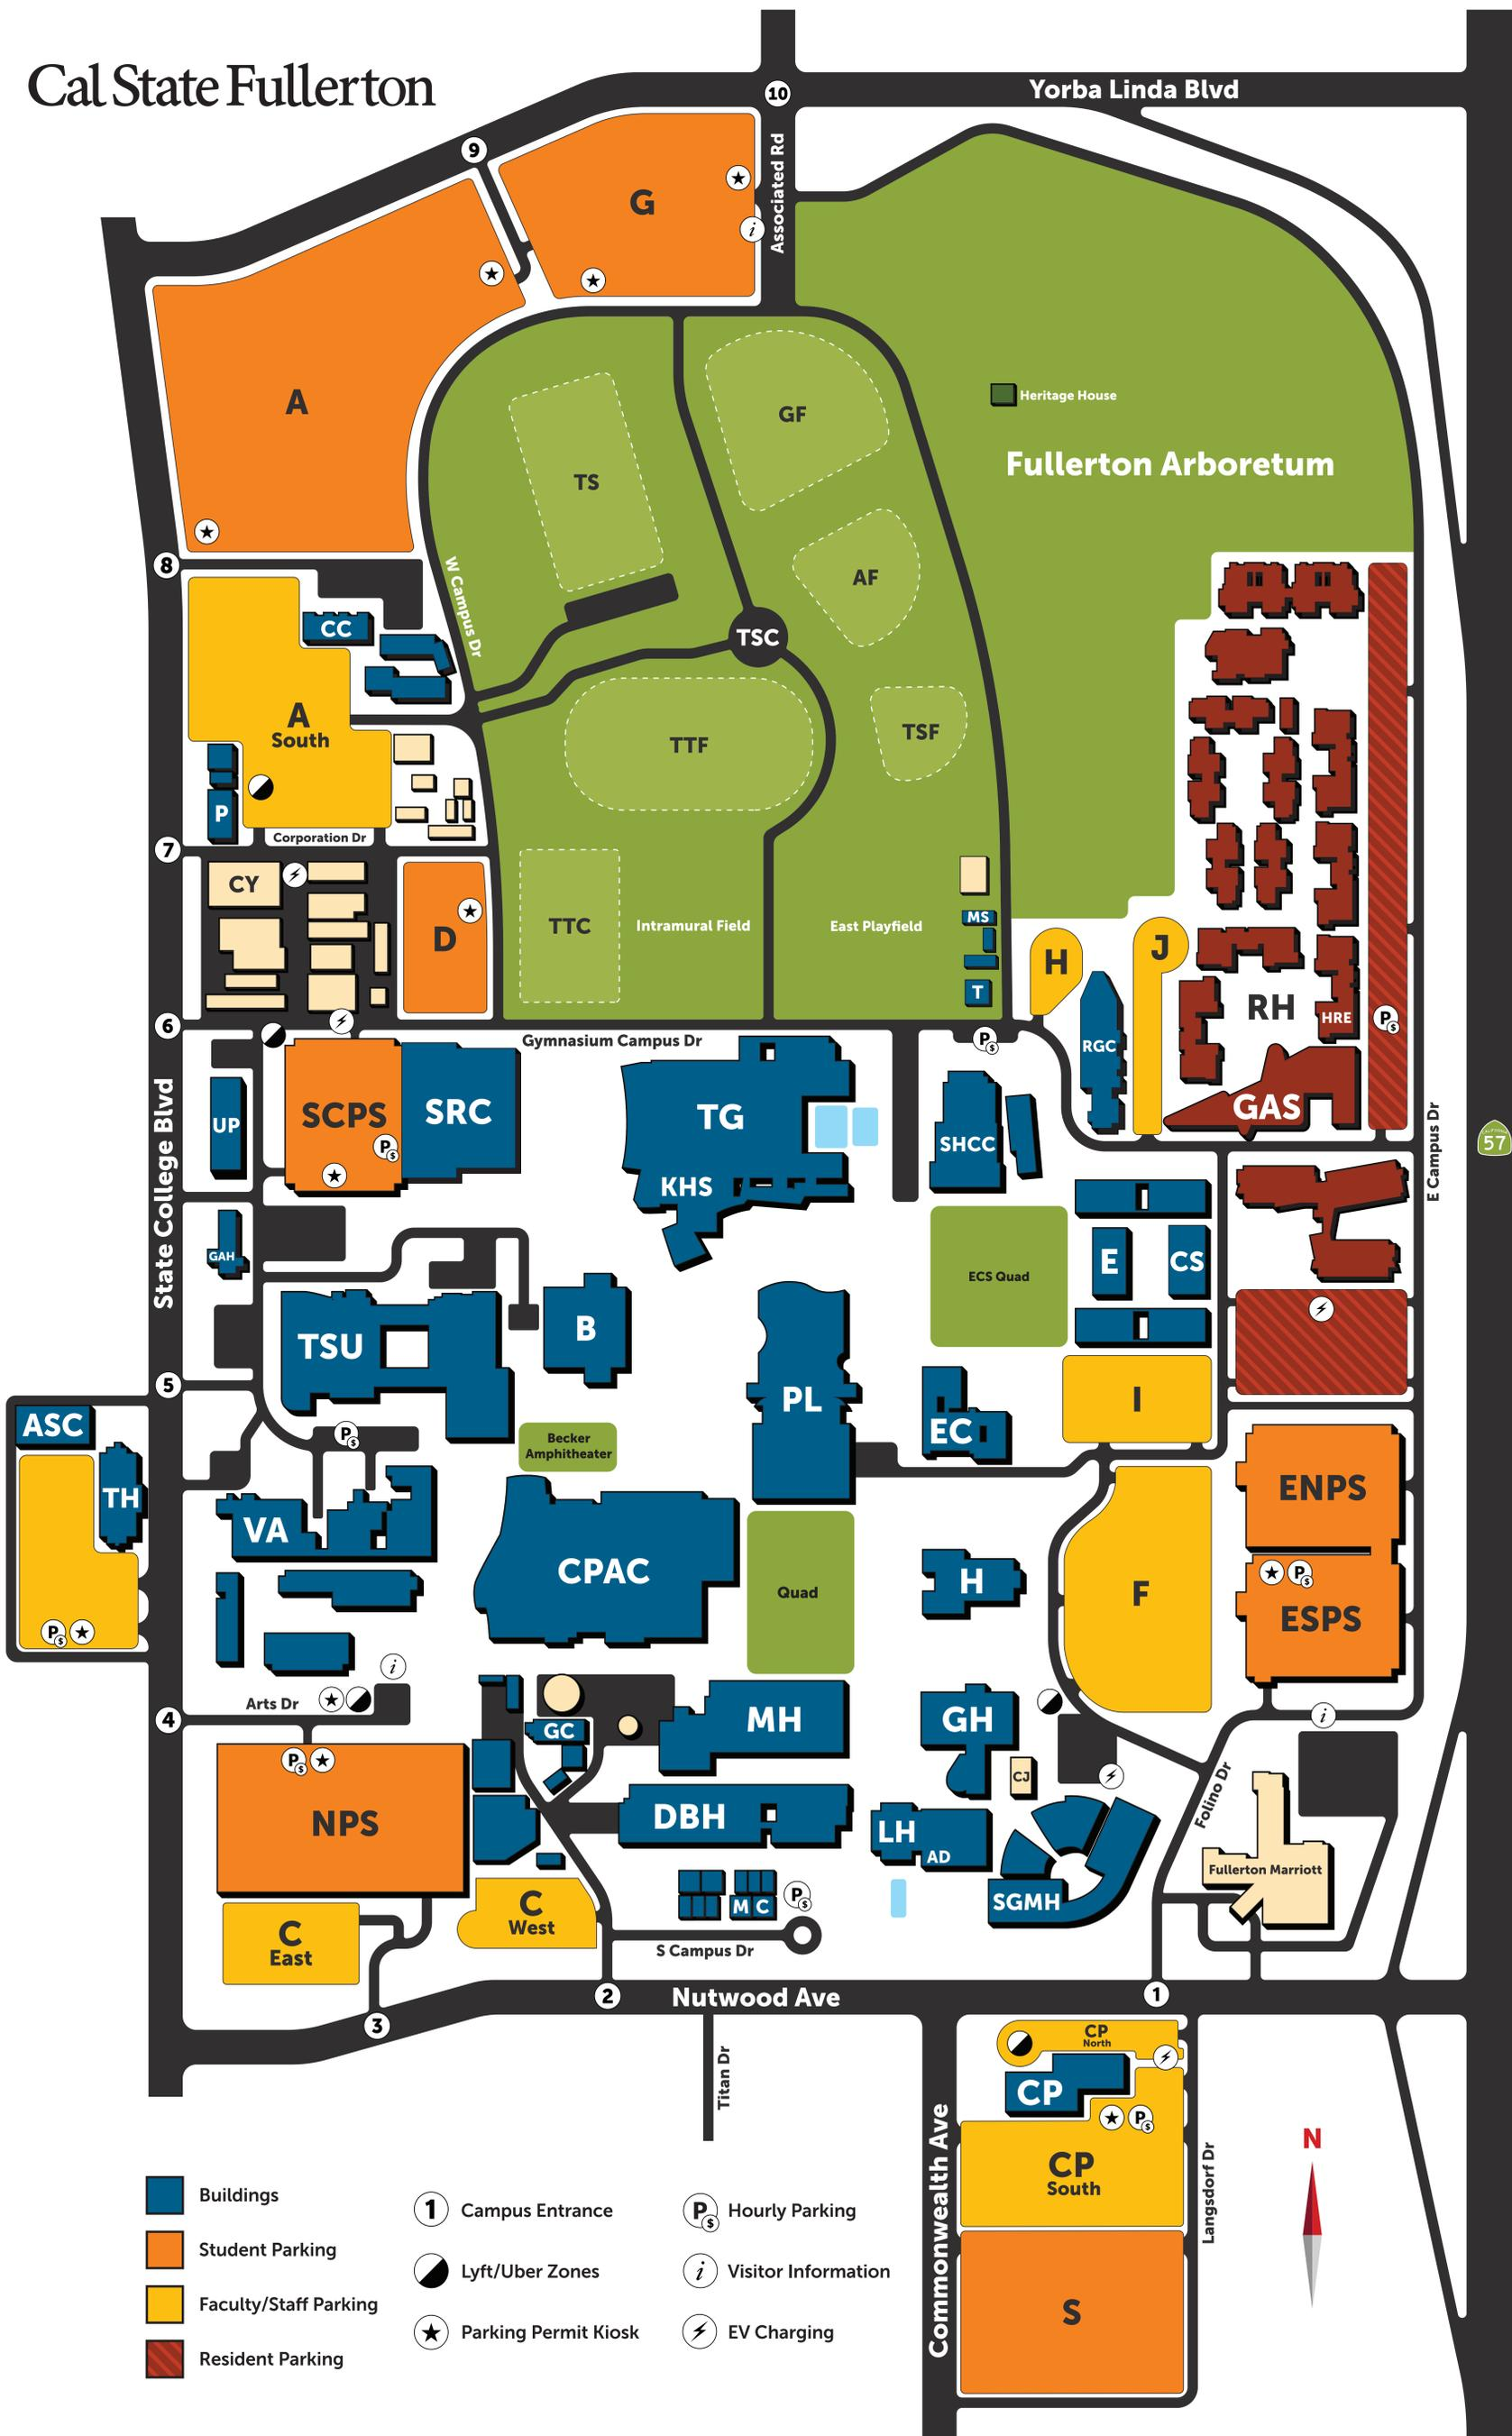 Cal State Fullerton
10
Yorba Linda Blvd
9
G
Associated Rd
i
A
Heritage House
GF
Fullerton Arboretum
TS
8
W Campus Dr
AF
CC
TSC
A
South
TSF
TTF
P
Corporation Dr
7
CY
D
TTC
Intramural Field
East Playfield
MS
H
J
T
RH
HRE
P$
6
Gymnasium Campus Dr
P$
RGC
SCPS
SRC
TG
GAS
UP
SHCC
P$
KHS
State College Blvd
E Campus Dr
CALIFORNIA
57
GAH
E
CS
ECS Quad
TSU
B
5
PL
I
ASC
P$
Becker
Amphitheater
EC
TH
ENPS
VA
CPAC
Quad
H
F
P$
ESPS
P$
i
Arts Dr
4
GC
MH
GH
i
P$
CJ
NPS
DBH
LH
AD
Folino Dr
Fullerton Marriott
C
West
M C
P$
SGMH
C
East
S Campus Dr
2
Nutwood Ave
1
3
Titan Dr
CP
North
CP
P$
Commonwealth Ave
CP
South
Langsdorf Dr
N
S
Buildings
Student Parking
Faculty/Staff Parking
Resident Parking
1 Campus Entrance
Lyft/Uber Zones
Parking Permit Kiosk
P$ Hourly Parking
i Visitor Information
EV Charging